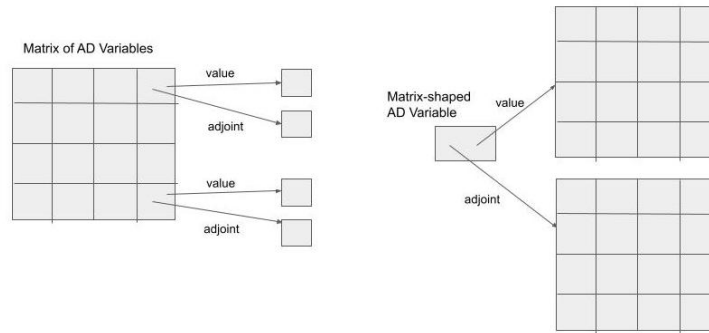 Matrix of AD Variables
value
adjoint
value
adjoint
Matrix-shaped
AD Variable
value
adjoint